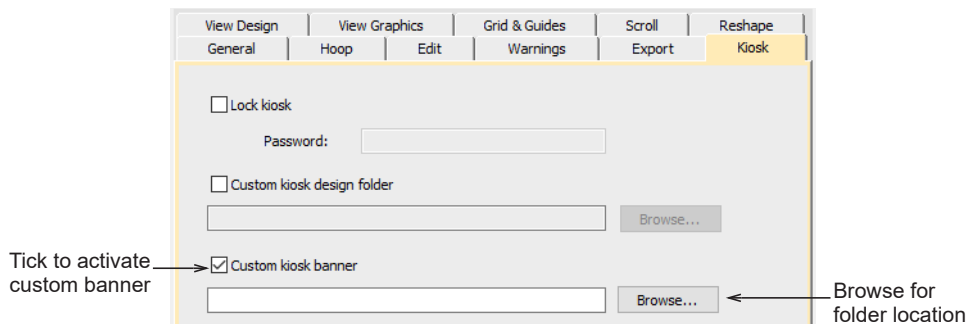 View Design View Graphics Grid & Guides Scroll Reshape
General Hoop Edit Warnings Export Kiosk
Lock kiosk
Password:
Custom kiosk design folder
Browse...
Tick to activate
custom banner
Custom kiosk banner
Browse...
Browse for
folder location